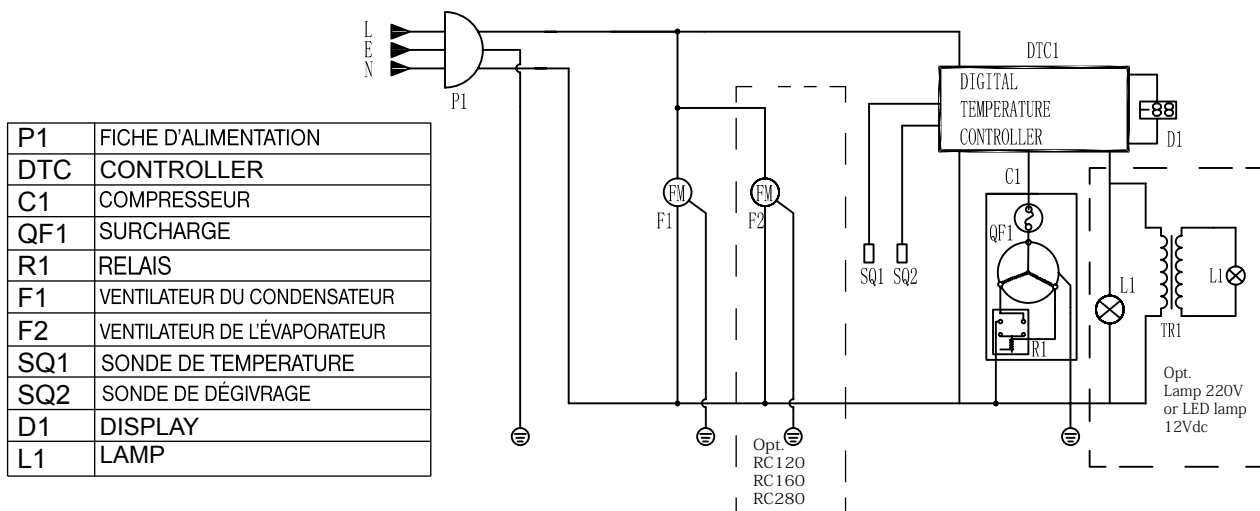 L
E
N
P1
DTC1
DIGITAL
TEMPERATURE
CONTROLLER
-88
D1
C1
QF1
R1
FM
F1
FM
F2
SQ1 SQ2
L1
L1
TR1
Opt.
Lamp 220V
or LED lamp
12Vdc
Opt.
RC120
RC160
RC280
P1 FICHE D'ALIMENTATION
DTC CONTROLLER
C1 COMPRESSEUR
QF1 SURCHARGE
R1 RELAIS
F1 VENTILATEUR DU CONDENSATEUR
F2 VENTILATEUR DE L'ÉVAPORATEUR
SQ1 SONDE DE TEMPERATURE
SQ2 SONDE DE DÉGIVRAGE
D1 DISPLAY
L1 LAMP